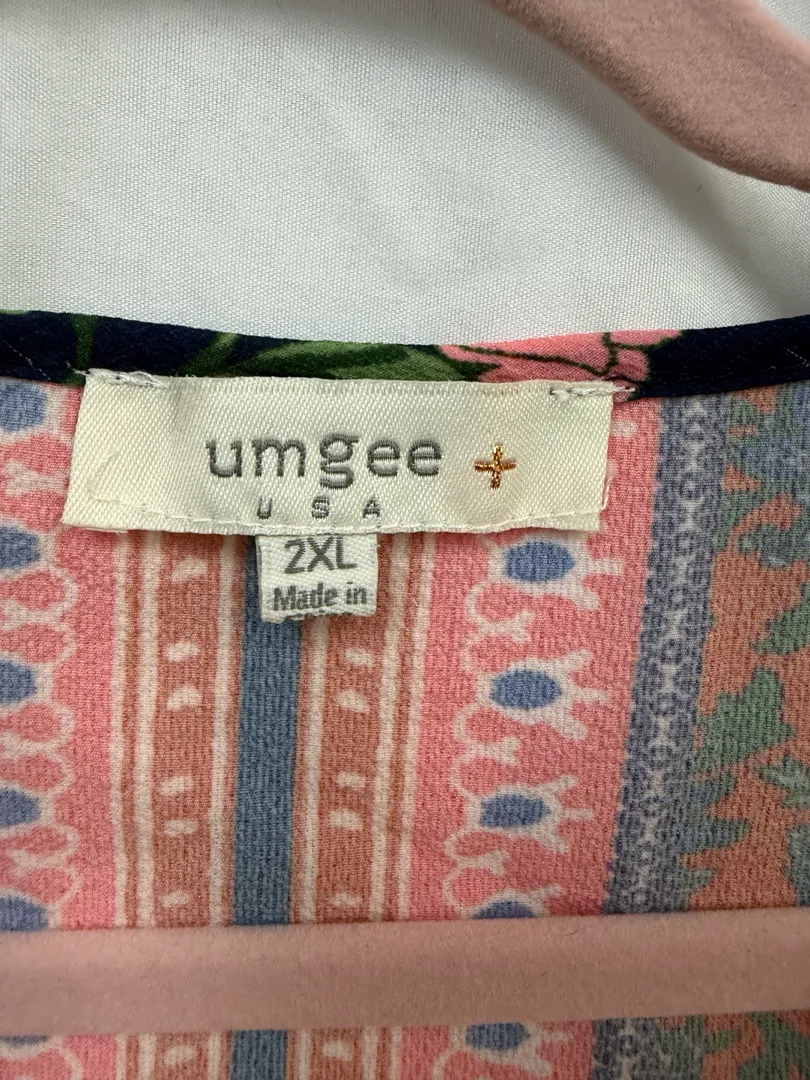 umgee +
USA
2XL
Made in